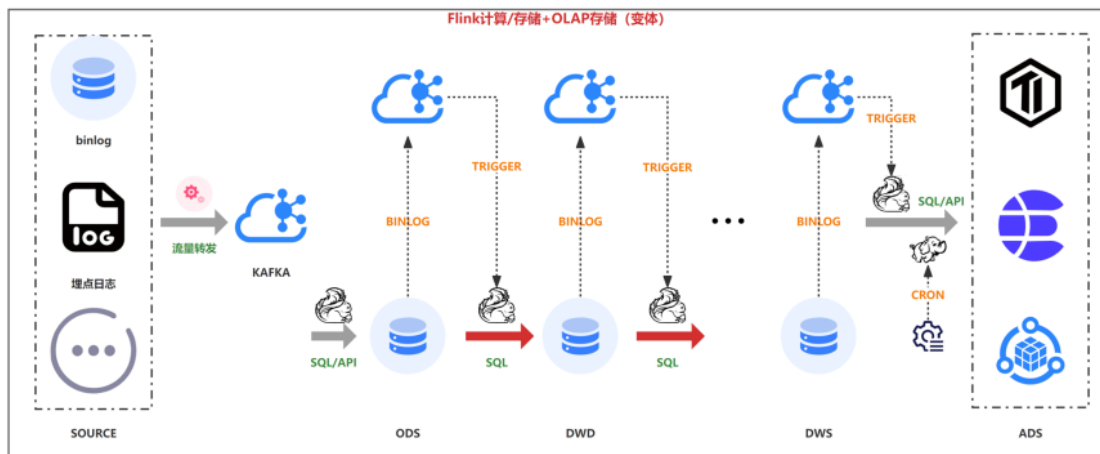 Flink计算/存储+OLAP存储（变体）
binlog
LOG
埋点日志
SOURCE
流量转发
KAFKA
SQL/API
BINLOG
TRIGGER
SQL
ODS
BINLOG
TRIGGER
SQL
DWD
...
BINLOG
TRIGGER
SQL/API
CRON
DWS
ADS